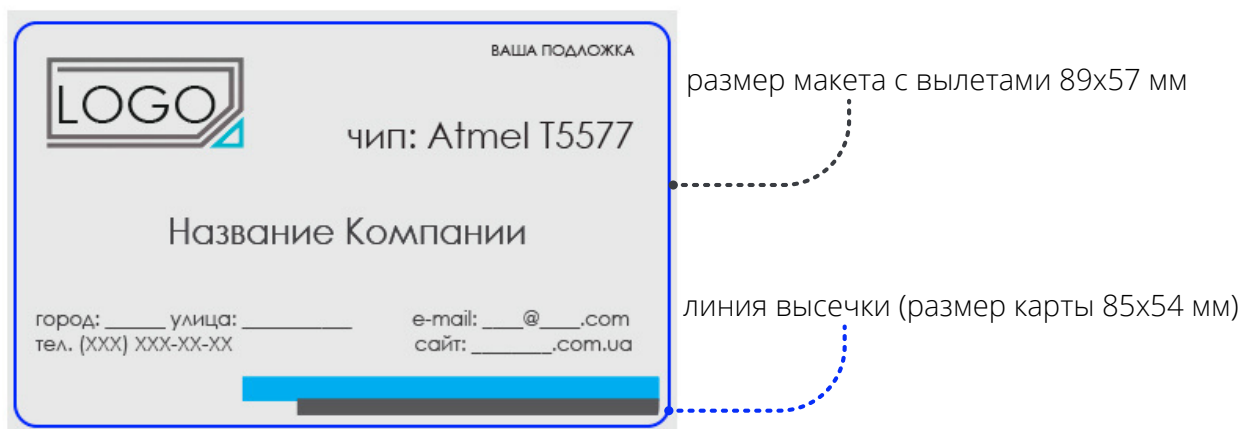 ВАША ПОДЛОЖКА
LOGO
чип: Atmel T5577
Название Компании
город: ______ улица: ___________ e-mail: ____@____.com
тел. (XXX) XXX-XX-XX сайт: ________.com.ua
размер макета с вылетами 89x57 мм
линия высечки (размер карты 85x54 мм)